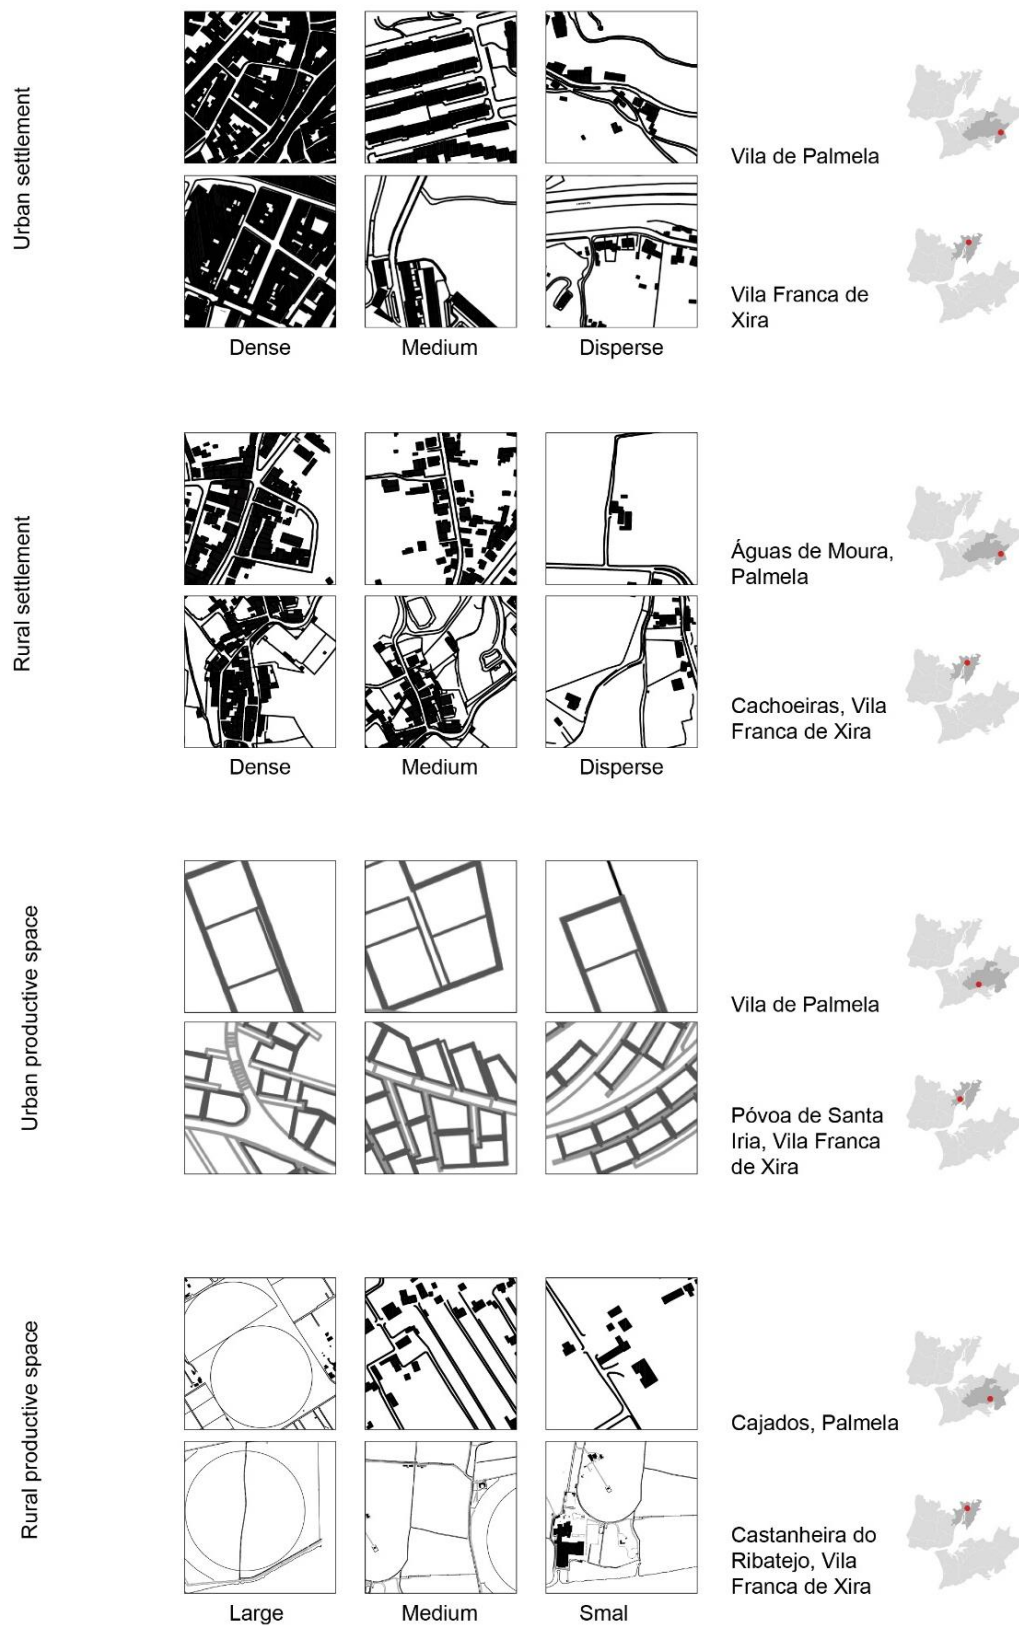 Urban settlement
Vila de Palmela
Vila Franca de
Xira
Dense
Medium
Disperse
Rural settlement
Águas de Moura,
Palmela
Cachoeiras, Vila
Franca de Xira
Dense
Medium
Disperse
Urban productive space
Vila de Palmela
Póvoa de Santa
Iria, Vila Franca
de Xira
Rural productive space
Cajados, Palmela
Castanheira do
Ribatejo, Vila
Franca de Xira
Large
Medium
Smal